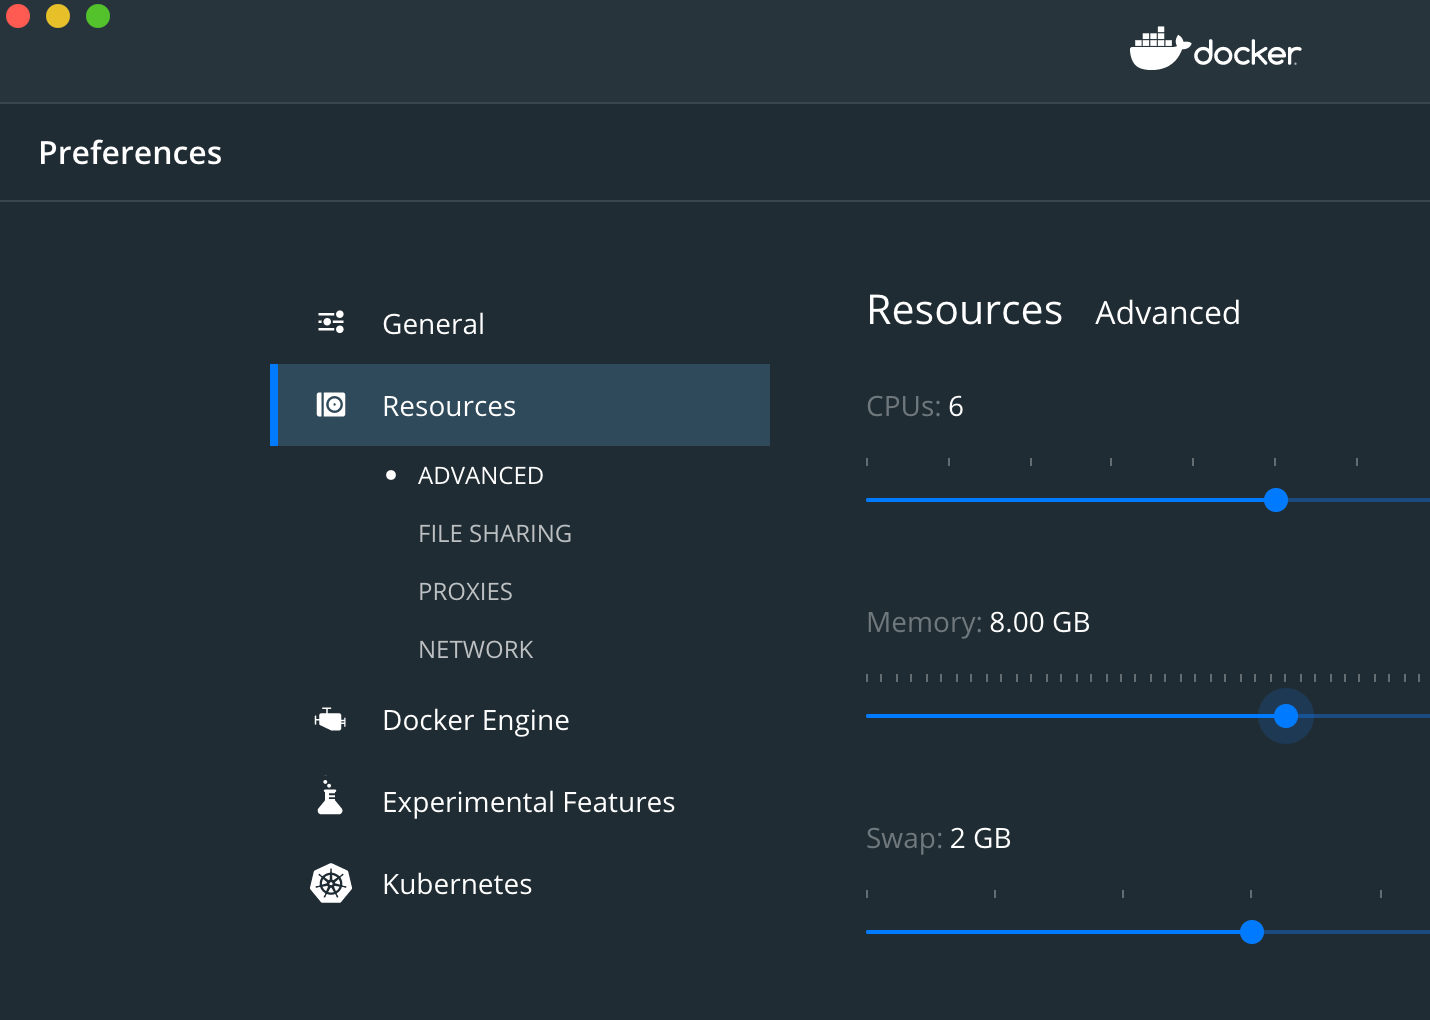 docker
Preferences
General
Resources
ADVANCED
FILE SHARING
PROXIES
NETWORK
Docker Engine
Experimental Features
Kubernetes
Resources Advanced
CPUs: 6
Memory: 8.00 GB
Swap: 2 GB